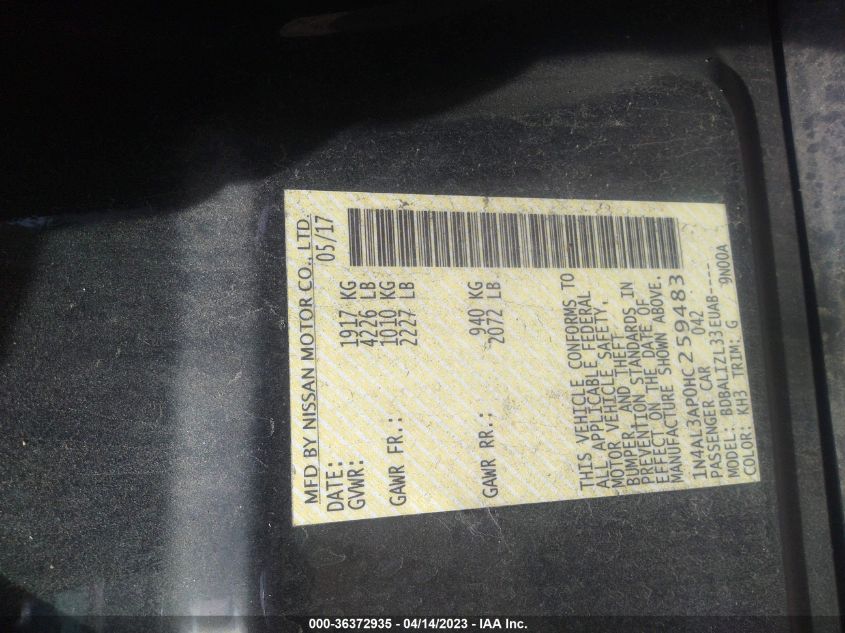 MFD BY NISSAN MOTOR CO., LTD.
DATE: 05/17
GVWR: 1917 KG
4226 LB
GAWR FR.: 1010 KG
2227 LB
GAWR RR.: 940 KG
2072 LB
THIS VEHICLE CONFORMS TO
ALL APPLICABLE FEDERAL
MOTOR VEHICLE SAFETY,
BUMPER, AND THEFT
PREVENTION STANDARDS IN
EFFECT ON THE DATE OF
MANUFACTURE SHOWN ABOVE.
1N4AL3AP0HC259483
PASSENGER CAR 042
MODEL: BDBALIZL33EUAB----
COLOR: KH3 TRIM: G 9N00A
000-36372935 - 04/14/2023 - IAA Inc.